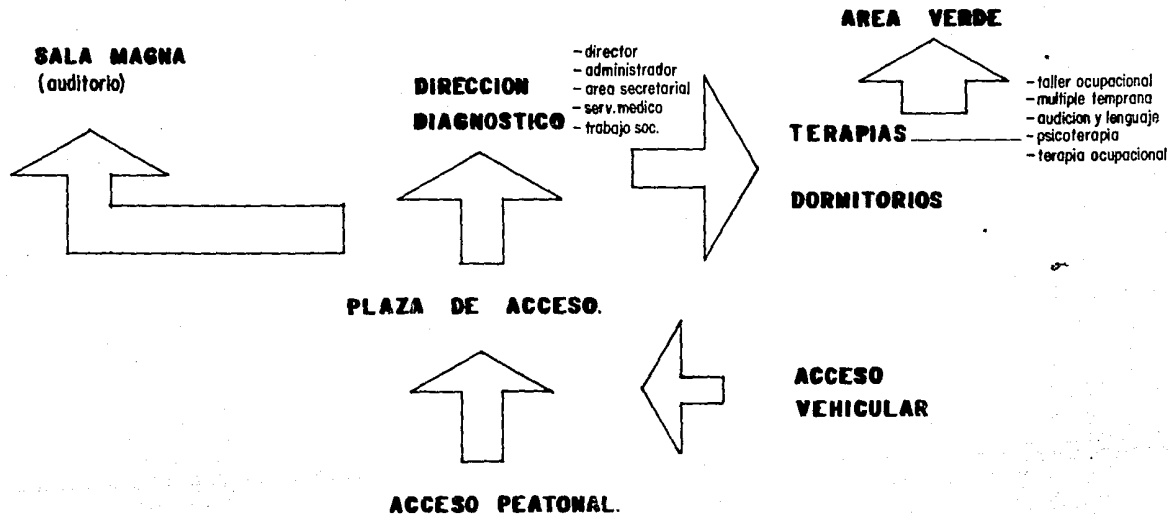 SALA MAGNA
(auditorio)
DIRECCION
DIAGNOSTICO
- director
- administrador
- area secretarial
- serv. medico
- trabajo soc.
AREA VERDE
TERAPIAS
- taller ocupacional
- multiple temprana
- audicion y lenguaje
- psicoterapia
- terapia ocupacional
DORMITORIOS
PLAZA DE ACCESO.
ACCESO
VEHICULAR
ACCESO PEATONAL.